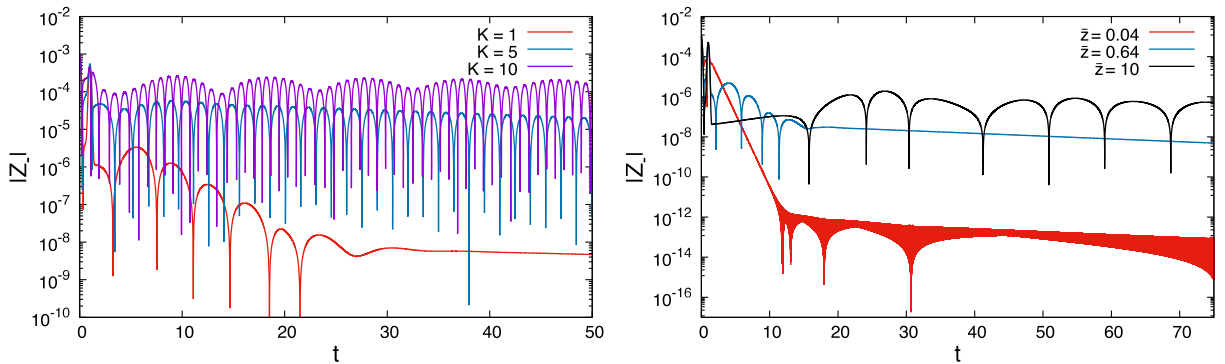 10^-2
10^-3
10^-4
10^-5
10^-6
10^-7
10^-8
10^-9
10^-10
|Z_-|
0 10 20 30 40 50
t
K = 1
K = 5
K = 10
10^-2
10^-4
10^-6
10^-8
10^-10
10^-12
10^-14
10^-16
|Z_-|
0 10 20 30 40 50 60 70
t
z̄ = 0.04
z̄ = 0.64
z̄ = 10